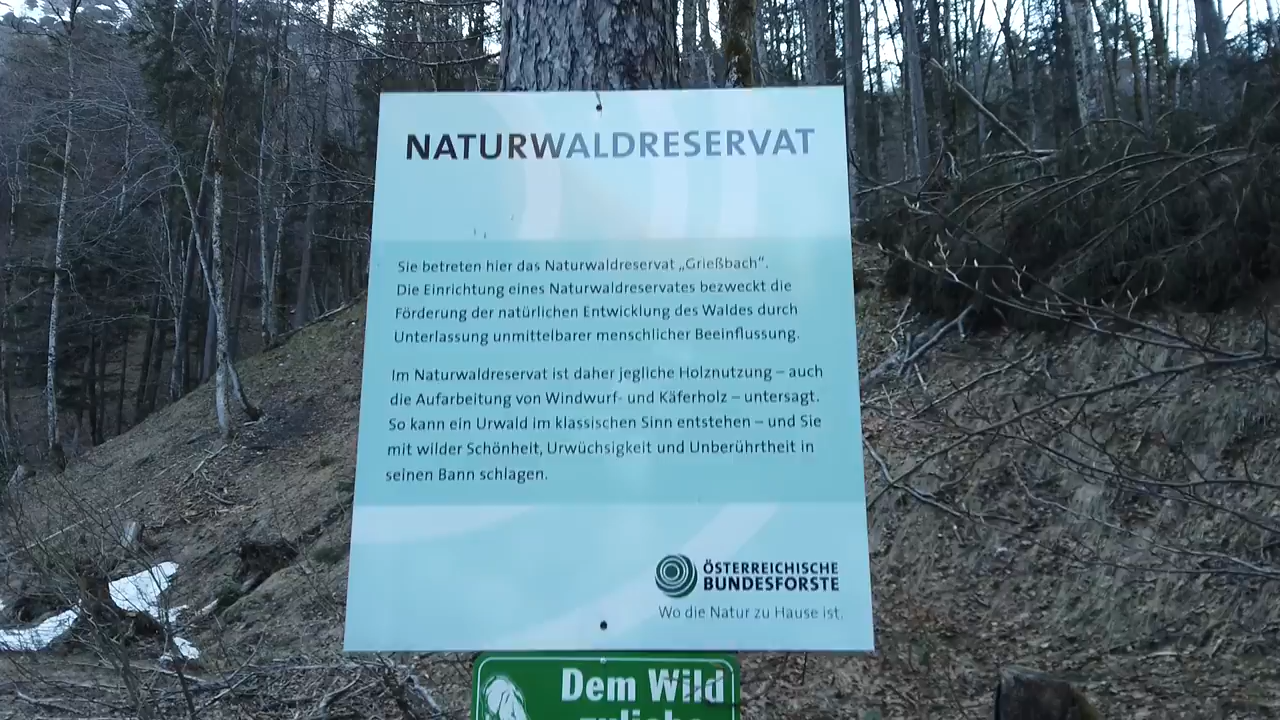 NATURWALDRESERVAT
Sie betreten hier das Naturwaldreservat „Grießbach“.
Die Einrichtung eines Naturwaldreservates bezweckt die
Förderung der natürlichen Entwicklung des Waldes durch
Unterlassung unmittelbarer menschlicher Beeinflussung.
Im Naturwaldreservat ist daher jegliche Holznutzung – auch
die Aufarbeitung von Windwurf- und Käferholz – untersagt.
So kann ein Urwald im klassischen Sinn entstehen – und Sie
mit wilder Schönheit, Urwüchsigkeit und Unberührtheit in
seinen Bann schlagen.
ÖSTERREICHISCHE
BUNDESFORSTE
Wo die Natur zu Hause ist.
Dem Wild
zuliebe